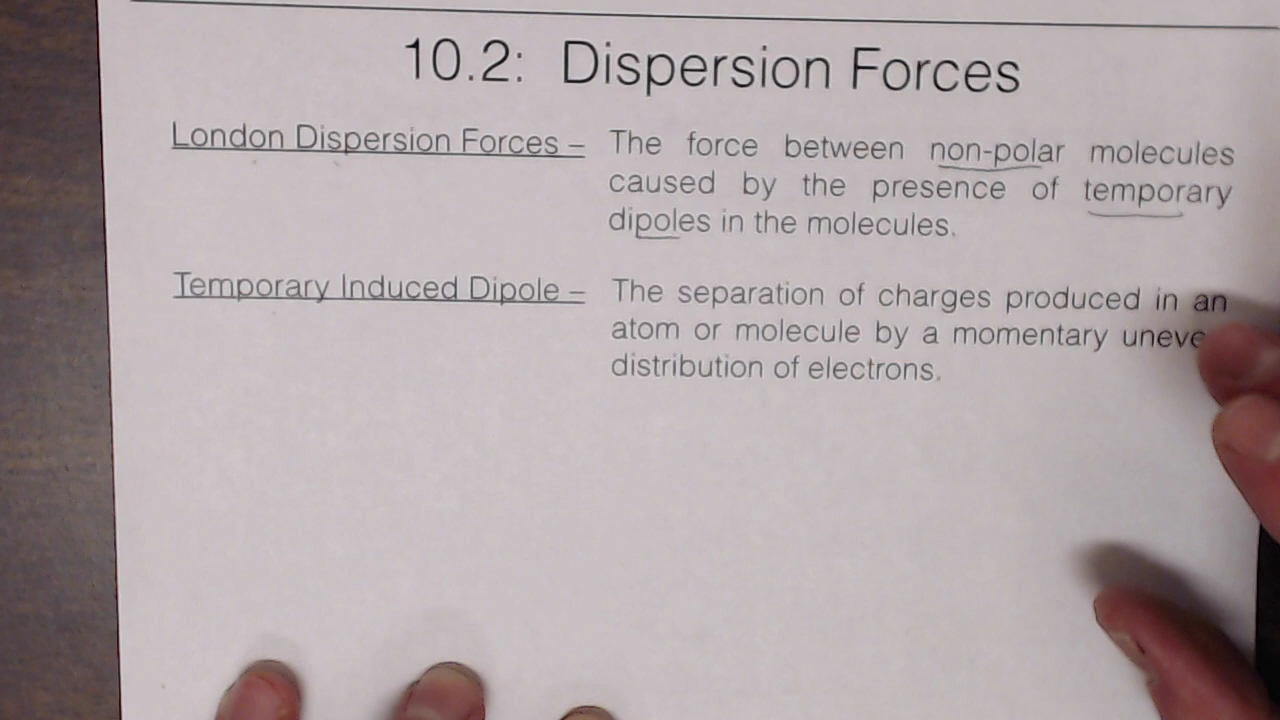 10.2: Dispersion Forces
London Dispersion Forces – The force between non-polar molecules
caused by the presence of temporary
dipoles in the molecules.
Temporary Induced Dipole – The separation of charges produced in an
atom or molecule by a momentary uneve
distribution of electrons.